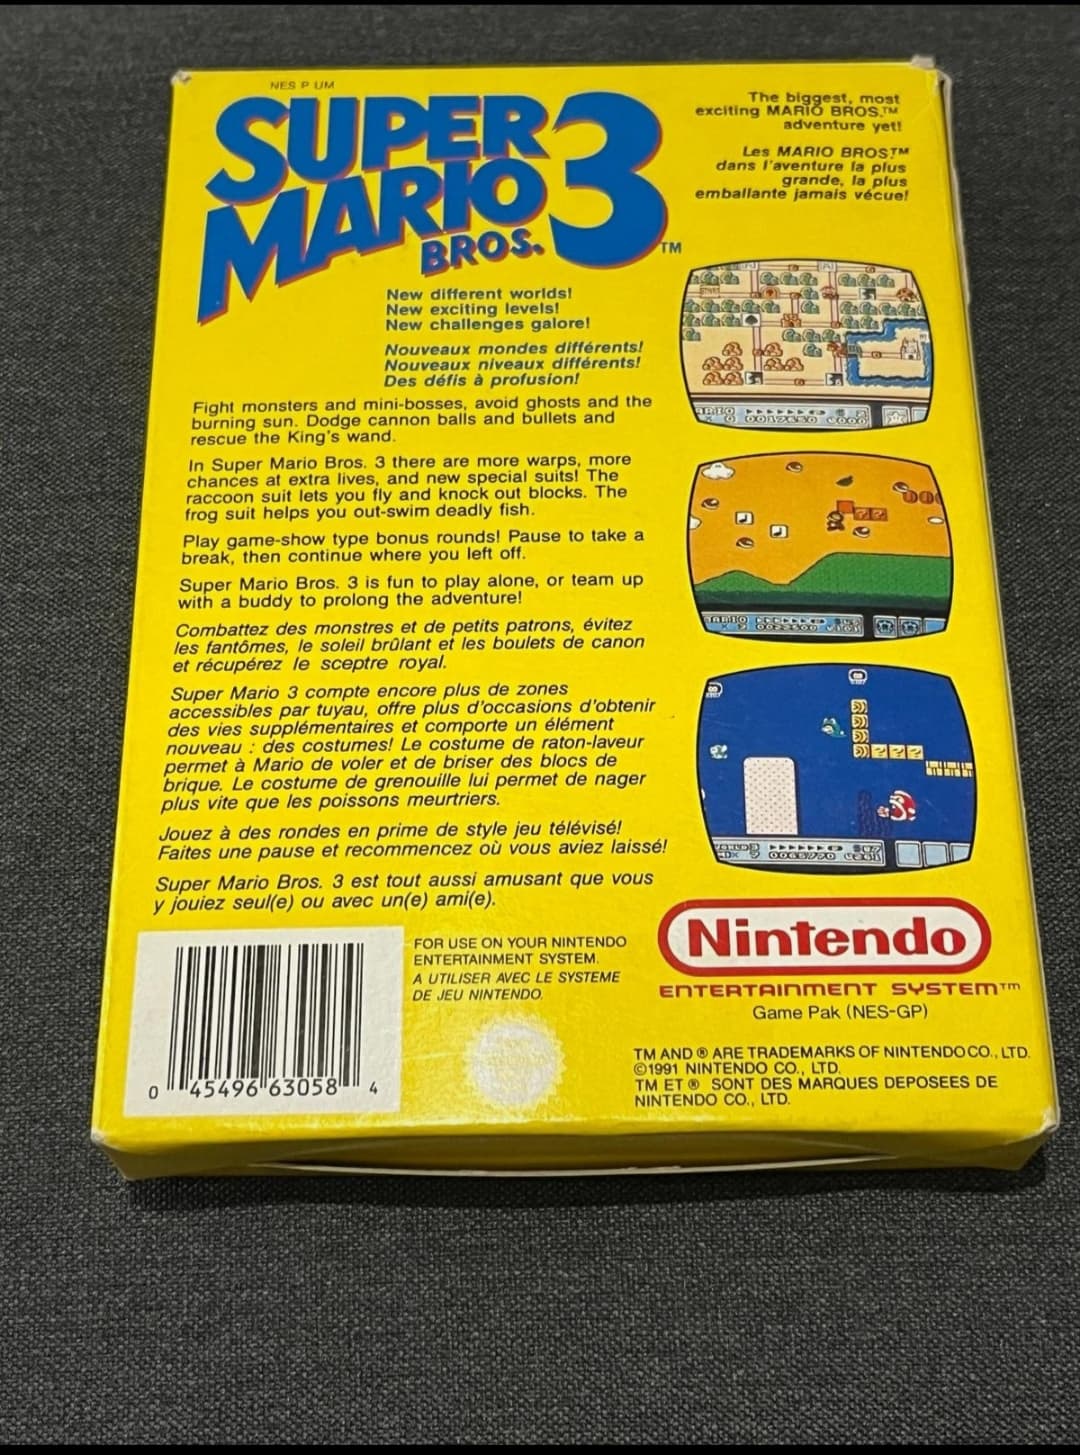 NES P UM
SUPER
MARIO
BROS. 3 TM
The biggest, most
exciting MARIO BROS.™
adventure yet!
Les MARIO BROS.™
dans l'aventure la plus
grande, la plus
emballante jamais vécue!
New different worlds!
New exciting levels!
New challenges galore!
Nouveaux mondes différents!
Nouveaux niveaux différents!
Des défis à profusion!
Fight monsters and mini-bosses, avoid ghosts and the
burning sun. Dodge cannon balls and bullets and
rescue the King's wand.
In Super Mario Bros. 3 there are more warps, more
chances at extra lives, and new special suits! The
raccoon suit lets you fly and knock out blocks. The
frog suit helps you out-swim deadly fish.
Play game-show type bonus rounds! Pause to take a
break, then continue where you left off.
Super Mario Bros. 3 is fun to play alone, or team up
with a buddy to prolong the adventure!
Combattez des monstres et de petits patrons, évitez
les fantômes, le soleil brûlant et les boulets de canon
et récupérez le sceptre royal.
Super Mario 3 compte encore plus de zones
accessibles par tuyau, offre plus d'occasions d'obtenir
des vies supplémentaires et comporte un élément
nouveau : des costumes! Le costume de raton-laveur
permet à Mario de voler et de briser des blocs de
brique. Le costume de grenouille lui permet de nager
plus vite que les poissons meurtriers.
Jouez à des rondes en prime de style jeu télévisé!
Faites une pause et recommencez où vous aviez laissé!
Super Mario Bros. 3 est tout aussi amusant que vous
y jouiez seul(e) ou avec un(e) ami(e).
FOR USE ON YOUR NINTENDO
ENTERTAINMENT SYSTEM.
A UTILISER AVEC LE SYSTEME
DE JEU NINTENDO.
0 45496 63058 4
Nintendo
ENTERTAINMENT SYSTEM™
Game Pak (NES-GP)
TM AND ® ARE TRADEMARKS OF NINTENDO CO., LTD.
©1991 NINTENDO CO., LTD.
TM ET ® SONT DES MARQUES DEPOSEES DE
NINTENDO CO., LTD.